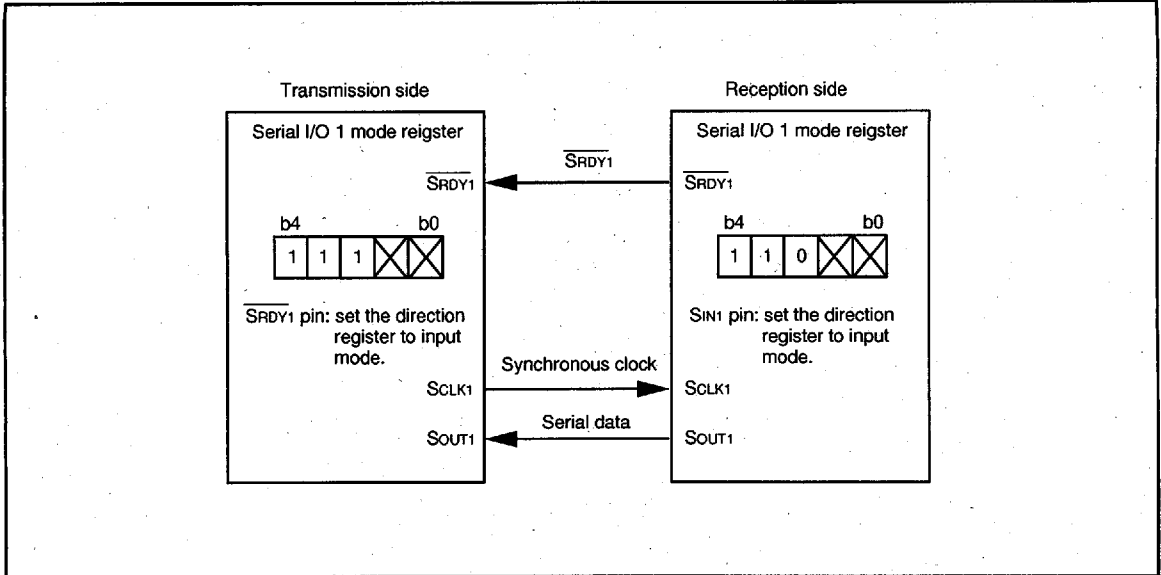 Transmission side
Reception side
Serial I/O 1 mode reigster
Serial I/O 1 mode reigster
SRDY1
SRDY1
SRDY1
b4 b0
1 1 1
b4 b0
1 1 0
SRDY1 pin: set the direction
register to input
mode.
SIN1 pin: set the direction
register to input
mode.
Synchronous clock
SCLK1
SCLK1
Serial data
SOUT1
SOUT1